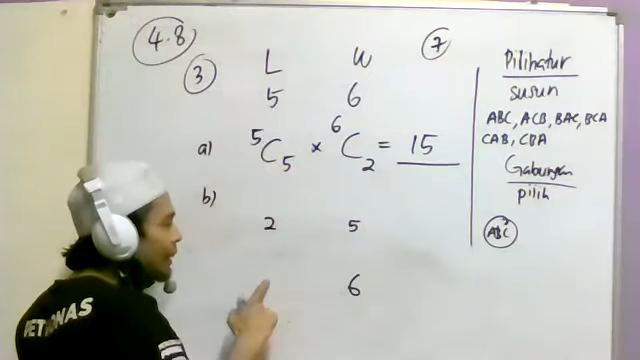 4.8
3
L W
5 6
a) ⁵C₅ × ⁶C₂ = 15
b)
2 5
6
7
Pilihatur
susun
ABC, ACB, BAC, BCA
CAB, CBA
Gabungan
pilih
ABC
PETRONAS